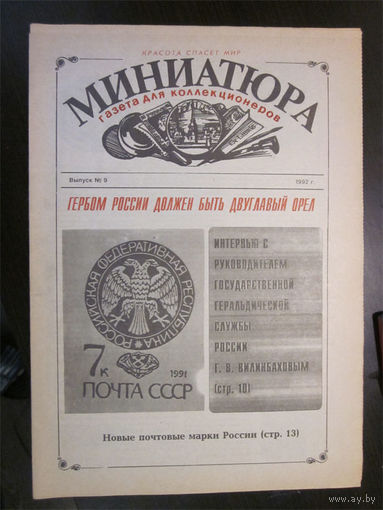 КРАСОТА СПАСЕТ МИР
МИНИАТЮРА
газета для коллекционеров
Выпуск № 9
1992 г.
ГЕРБОМ РОССИИ ДОЛЖЕН БЫТЬ ДВУГЛАВЫЙ ОРЕЛ
РОССИЙСКАЯ ФЕДЕРАТИВНАЯ РЕСПУБЛИКА
7к
1991
ПОЧТА СССР
ИНТЕРВЬЮ С
РУКОВОДИТЕЛЕМ
ГОСУДАРСТВЕННОЙ
ГЕРАЛЬДИЧЕСКОЙ
СЛУЖБЫ
РОССИИ
Г. В. ВИЛИНБАХОВЫМ
(стр. 10)
Новые почтовые марки России (стр. 13)
www.ay.by